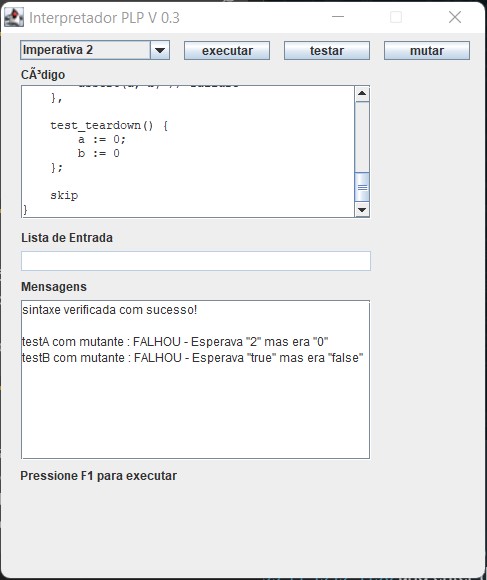 Interpretador PLP V 0.3
Imperativa 2 executar testar mutar
CÃ³digo
    },

    test_teardown() {
        a := 0;
        b := 0
    };

    skip
}
Lista de Entrada
Mensagens
sintaxe verificada com sucesso!

testA com mutante : FALHOU - Esperava "2" mas era "0"
testB com mutante : FALHOU - Esperava "true" mas era "false"
Pressione F1 para executar